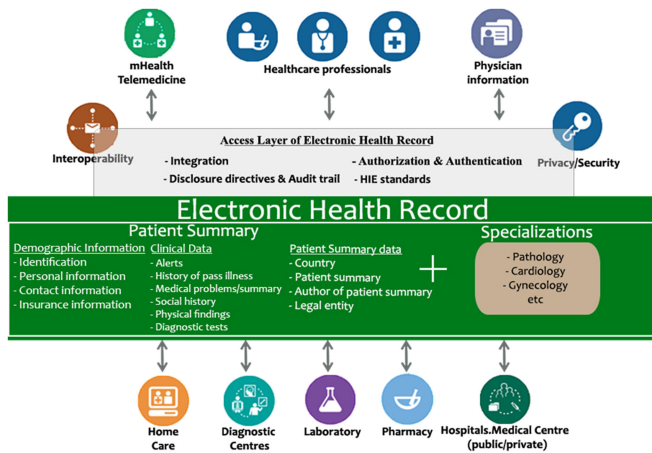 mHealth
Telemedicine
Healthcare professionals
Physician
information
Interoperability
Privacy/Security
Access Layer of Electronic Health Record
- Integration
- Authorization & Authentication
- Disclosure directives & Audit trail
- HIE standards
Electronic Health Record
Patient Summary
Specializations
Demographic Information
- Identification
- Personal information
- Contact information
- Insurance information
Clinical Data
- Alerts
- History of pass illness
- Medical problems/summary
- Social history
- Physical findings
- Diagnostic tests
Patient Summary data
- Country
- Patient summary
- Author of patient summary
- Legal entity
+
- Pathology
- Cardiology
- Gynecology
etc
Home
Care
Diagnostic
Centres
Laboratory
Pharmacy
Hospitals.Medical Centre
(public/private)